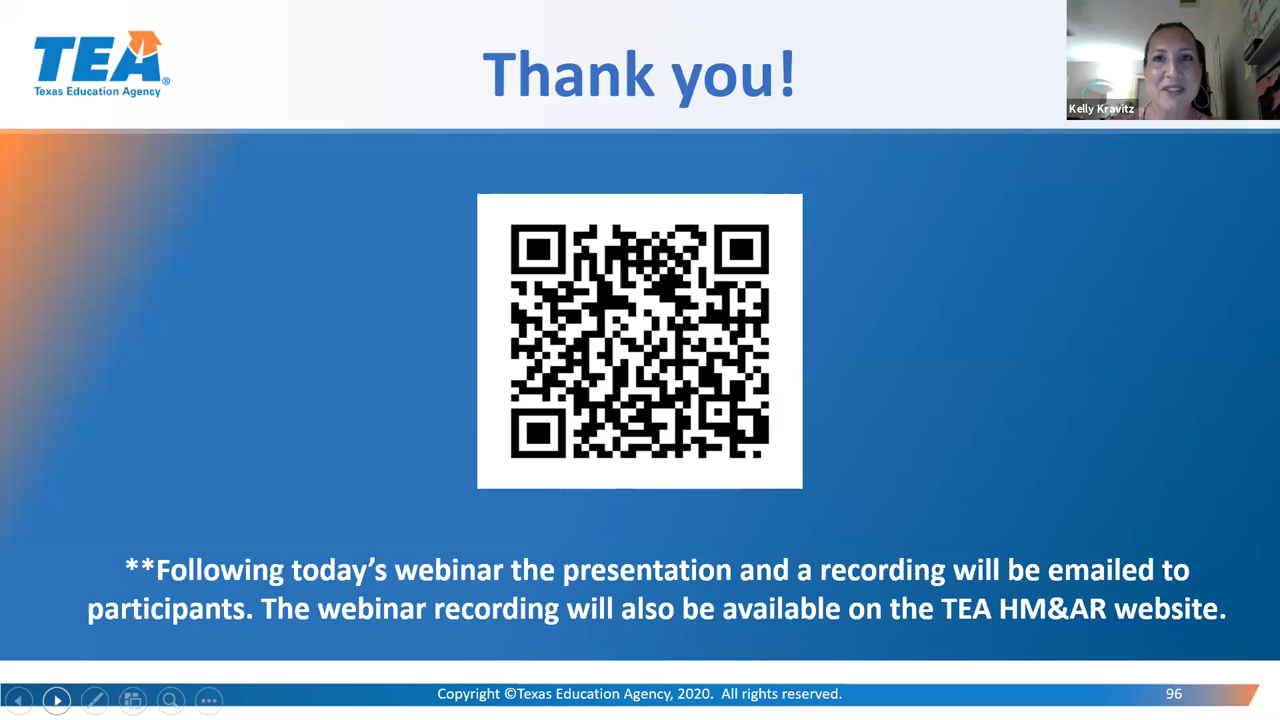 TEA®
Texas Education Agency
Thank you!
Kelly Kravitz
**Following today's webinar the presentation and a recording will be emailed to
participants. The webinar recording will also be available on the TEA HM&AR website.
Copyright ©Texas Education Agency, 2020.  All rights reserved.
96